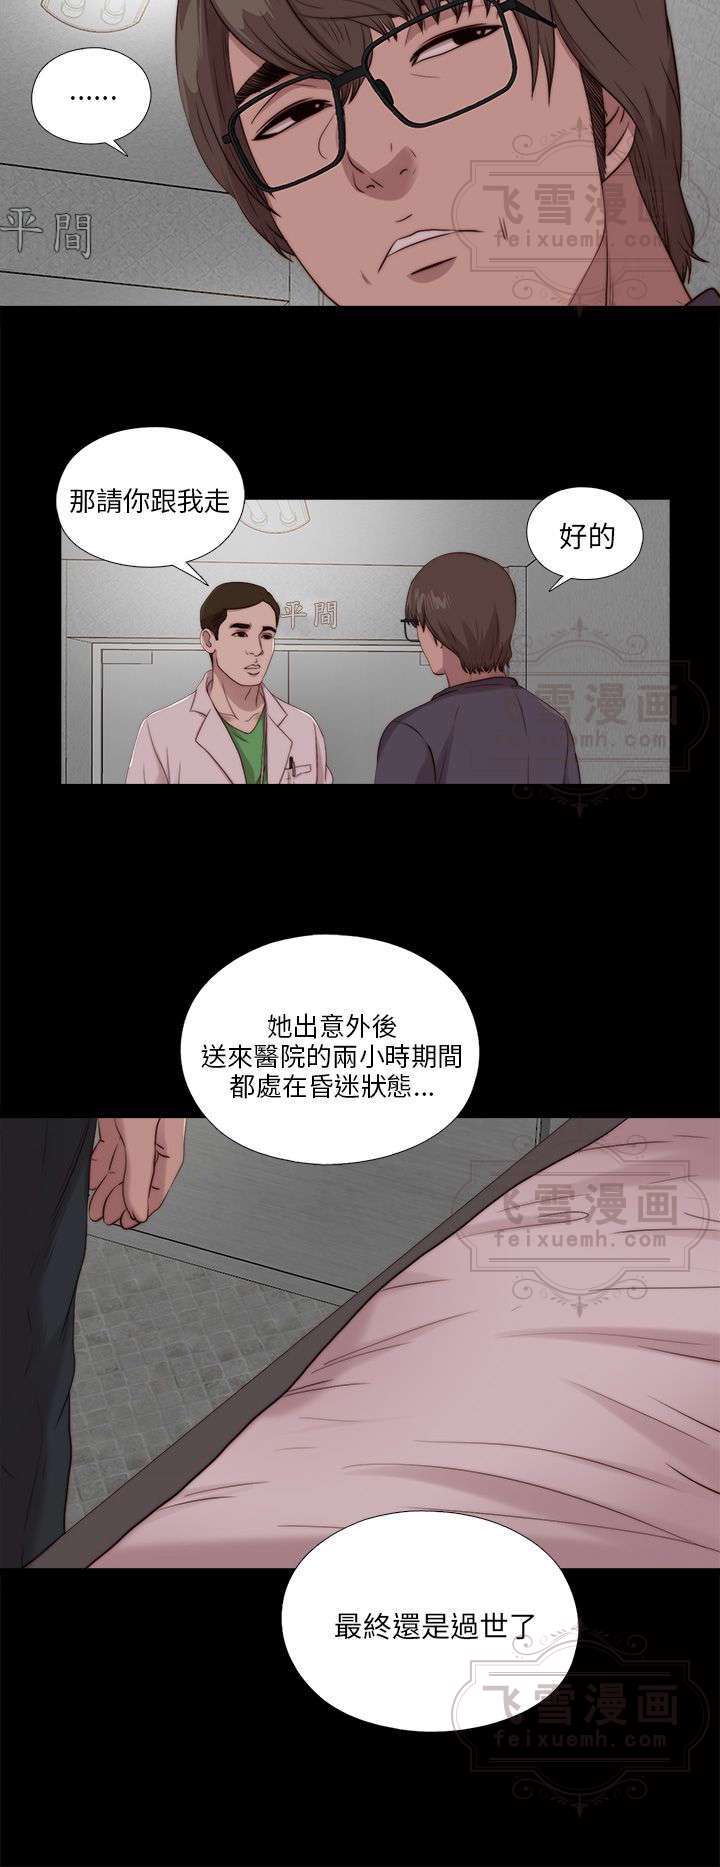 ......
平間
飞雪漫画
feixuemh.com
那請你跟我走
好的
平間
飞雪漫画
feixuemh.com
她出意外後
送來醫院的兩小時期間
都處在昏迷狀態...
飞雪漫画
feixuemh.com
最終還是過世了
飞雪漫画
feixuemh.com